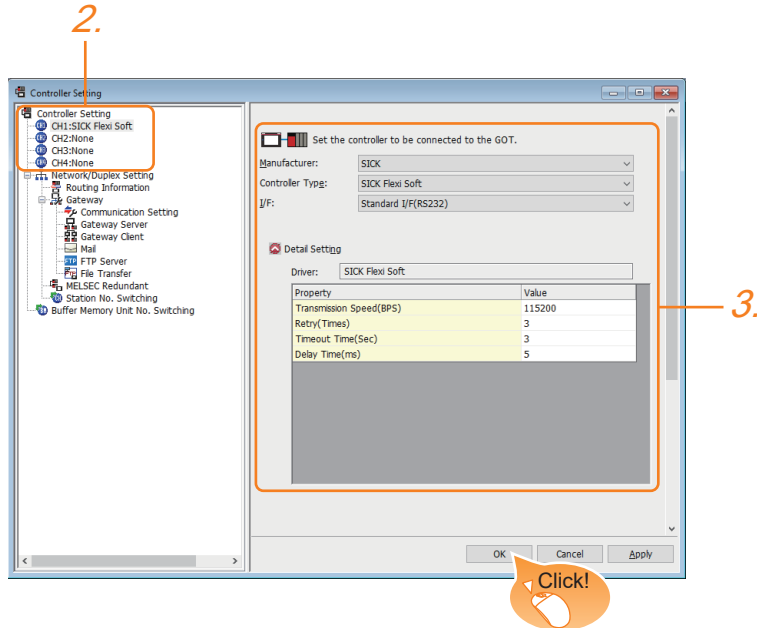 2.
Controller Setting
Controller Setting
CH1:SICK Flexi Soft
CH2:None
CH3:None
CH4:None
Network/Duplex Setting
Routing Information
Gateway
Communication Setting
Gateway Server
Gateway Client
Mail
FTP
FTP Server
File Transfer
MELSEC Redundant
Station No. Switching
Buffer Memory Unit No. Switching
Set the controller to be connected to the GOT.
Manufacturer: SICK
Controller Type: SICK Flexi Soft
I/F: Standard I/F(RS232)
Detail Setting
Driver: SICK Flexi Soft
Property Value
Transmission Speed(BPS) 115200
Retry(Times) 3
Timeout Time(Sec) 3
Delay Time(ms) 5
3.
OK Cancel Apply
Click!